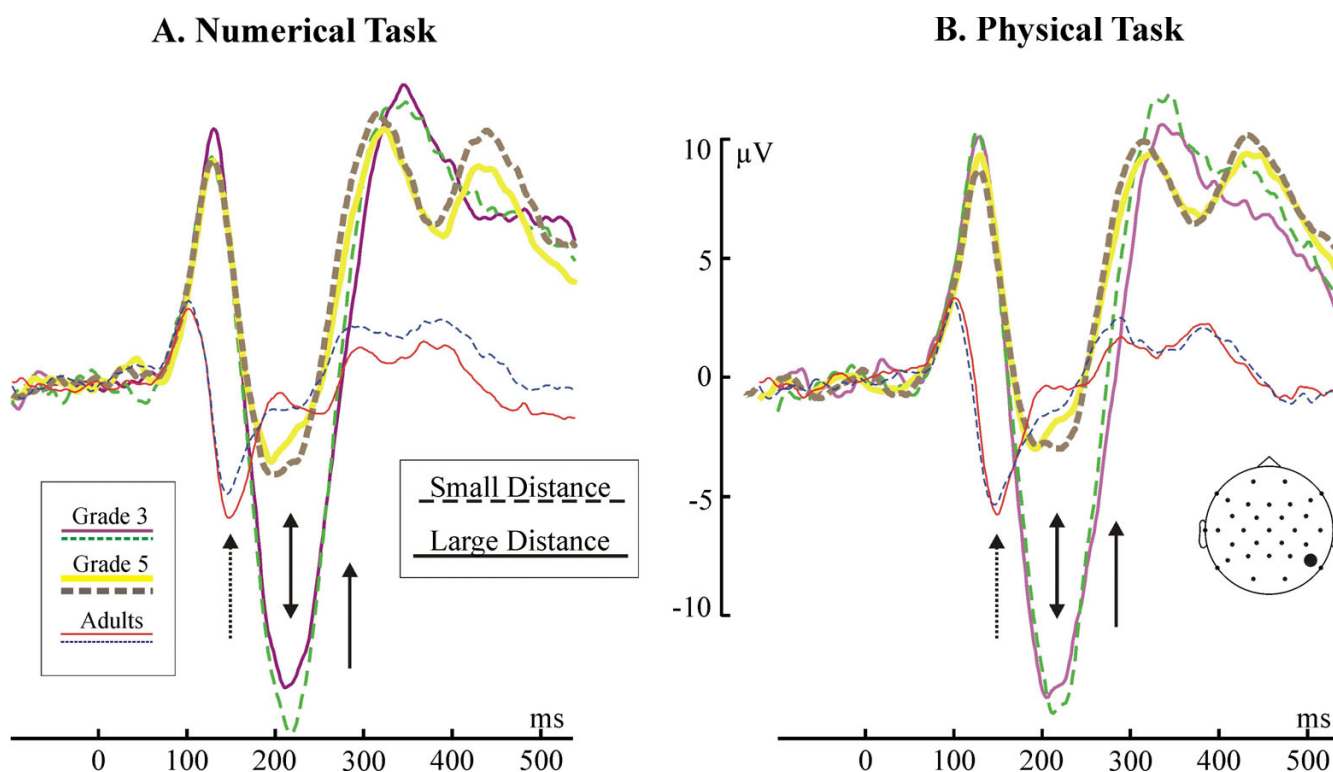 A. Numerical Task
B. Physical Task
10
µV
5
0
-5
-10
Grade 3
Grade 5
Adults
Small Distance
Large Distance
ms
0 100 200 300 400 500
ms
0 100 200 300 400 500